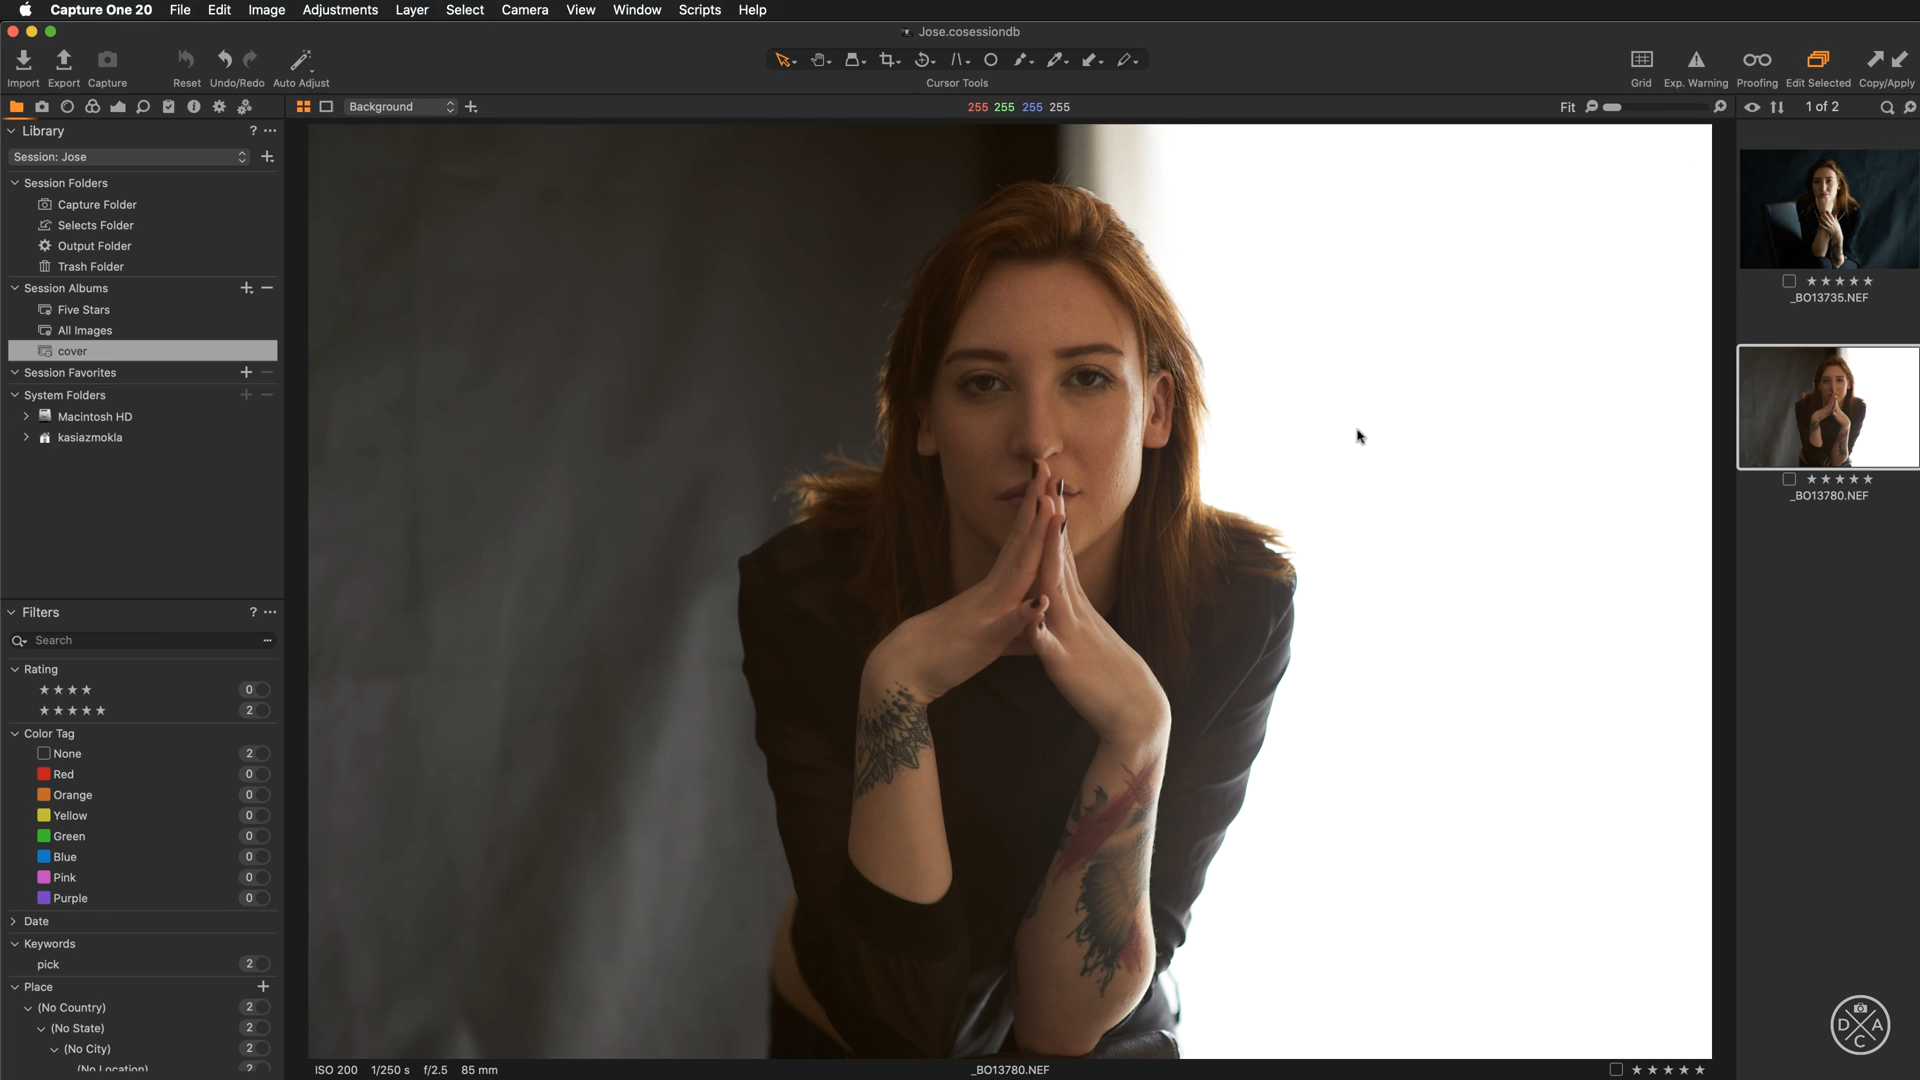 Capture One 20 File Edit Image Adjustments Layer Select Camera View Window Scripts Help
Jose.cosessiondb
Import Export Capture Reset Undo/Redo Auto Adjust Cursor Tools Grid Exp. Warning Proofing Edit Selected Copy/Apply
Background 255 255 255 255 Fit 1 of 2
Library ? ...
Session: Jose
Session Folders
Capture Folder
Selects Folder
Output Folder
Trash Folder
Session Albums
Five Stars
All Images
cover
Session Favorites
System Folders
Macintosh HD
kasiazmokla
_BO13735.NEF
_BO13780.NEF
Filters ? ...
Search
Rating
★★★★ 0
★★★★★ 2
Color Tag
None 2
Red 0
Orange 0
Yellow 0
Green 0
Blue 0
Pink 0
Purple 0
Date
Keywords
pick 2
Place
(No Country) 2
(No State) 2
(No City) 2
(No Location) 2
ISO 200 1/250 s f/2.5 85 mm _BO13780.NEF
D A C